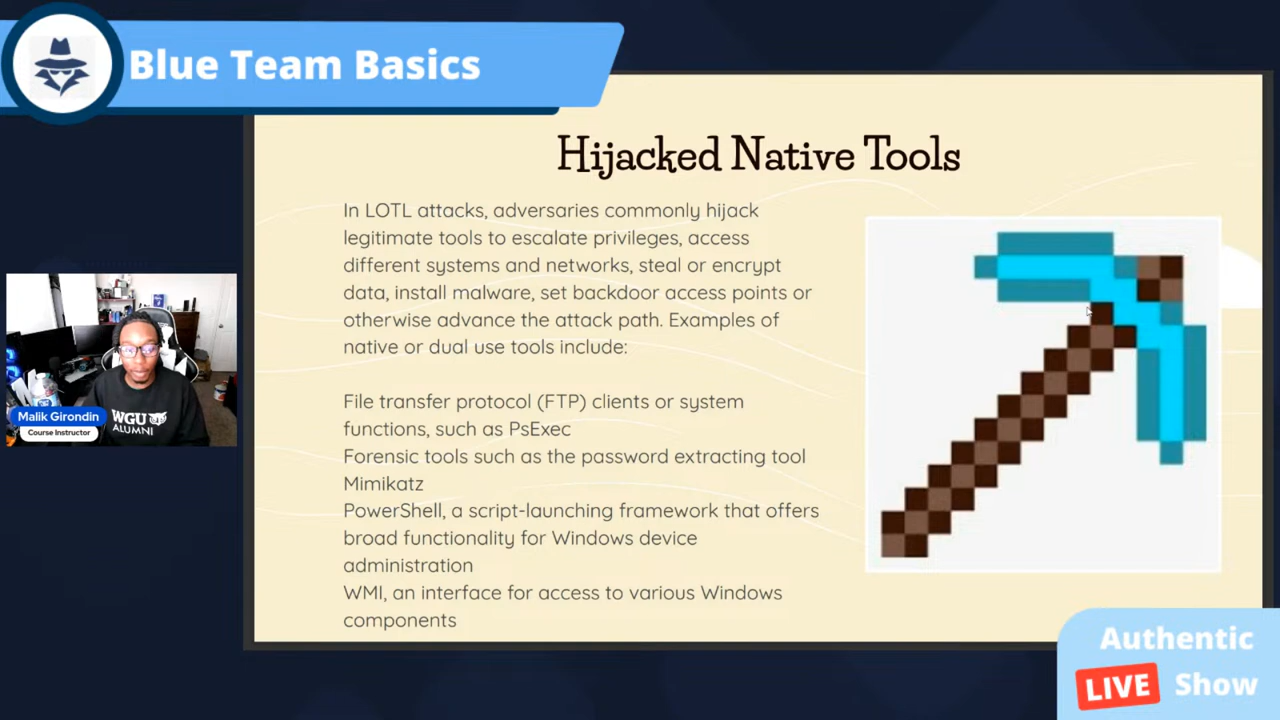 Blue Team Basics
Hijacked Native Tools
In LOTL attacks, adversaries commonly hijack
legitimate tools to escalate privileges, access
different systems and networks, steal or encrypt
data, install malware, set backdoor access points or
otherwise advance the attack path. Examples of
native or dual use tools include:
File transfer protocol (FTP) clients or system
functions, such as PsExec
Forensic tools such as the password extracting tool
Mimikatz
PowerShell, a script-launching framework that offers
broad functionality for Windows device
administration
WMI, an interface for access to various Windows
components
Malik Girondin
Course Instructor
WGU
ALUMNI
Authentic
LIVE Show